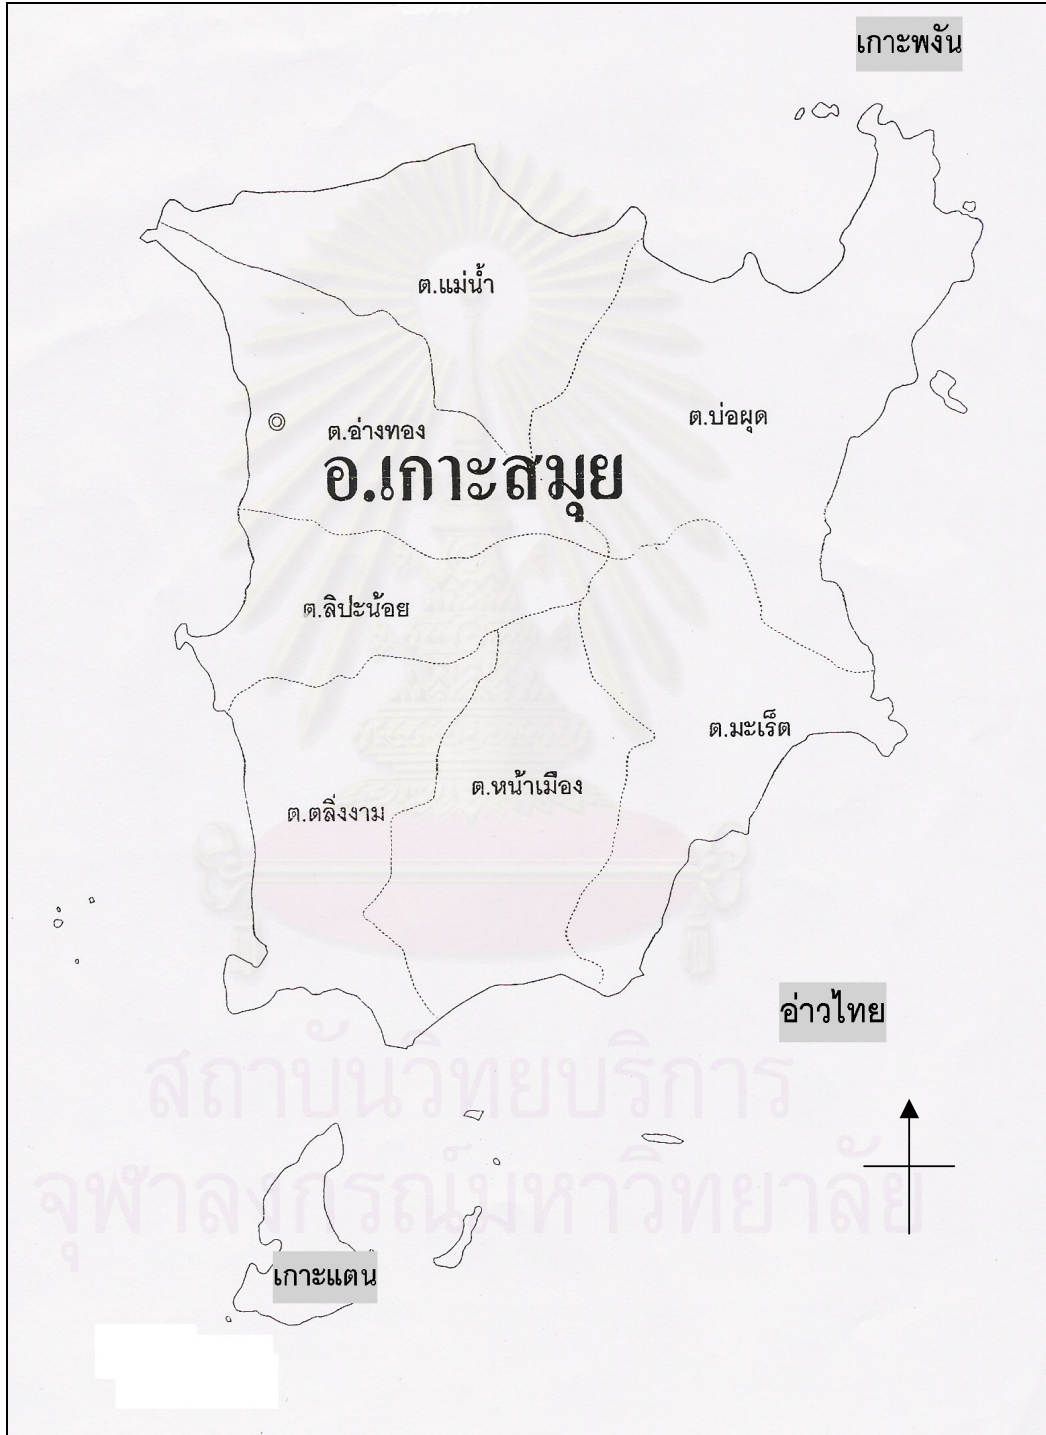 เกาะพงัน
ต.แม่น้ำ
ต.บ่อผุด
ต.อ่างทอง
อ.เกาะสมุย
ต.ลิปะน้อย
ต.มะเร็ต
ต.หน้าเมือง
ต.ตลิ่งงาม
อ่าวไทย
สถาบันวิทยบริการ
จุฬาลงกรณ์มหาวิทยาลัย
เกาะแตน